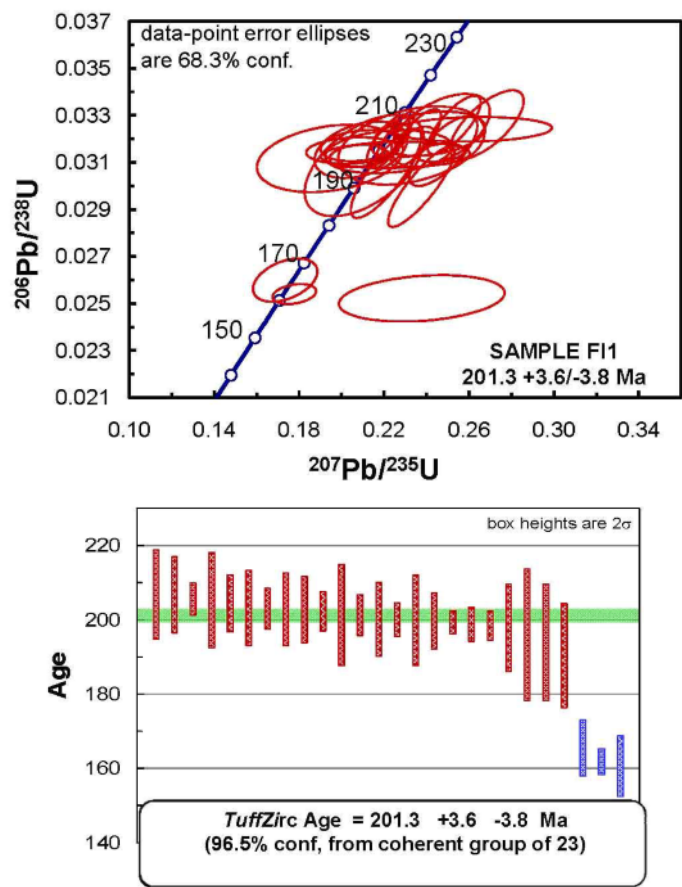 data-point error ellipses
are 68.3% conf.
230
210
190
170
150
0.037
0.035
0.033
0.031
0.029
0.027
0.025
0.023
0.021
206Pb/238U
SAMPLE FI1
201.3 +3.6/-3.8 Ma
0.10 0.14 0.18 0.22 0.26 0.30 0.34
207Pb/235U
box heights are 2σ
220
200
180
160
140
Age
TuffZirc Age = 201.3 +3.6 -3.8 Ma
(96.5% conf, from coherent group of 23)